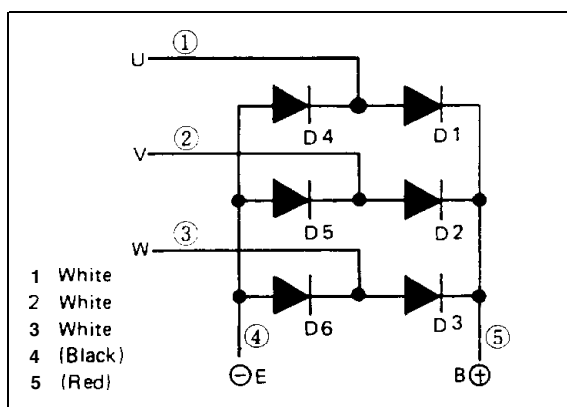 U ①
D4 D1
V ②
D5 D2
W ③
D6 D3
1 White
2 White
3 White
4 (Black)
5 (Red)
④ ⑤
⊖E B⊕